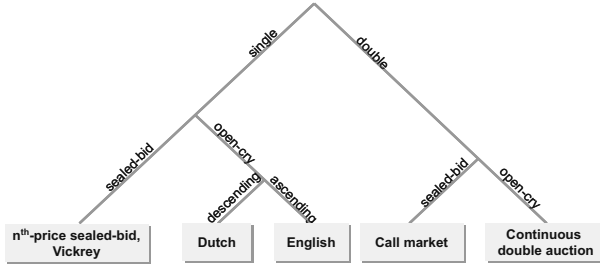 single
double
sealed-bid
open-cry
descending
ascending
sealed-bid
open-cry
nth-price sealed-bid,
Vickrey
Dutch
English
Call market
Continuous
double auction